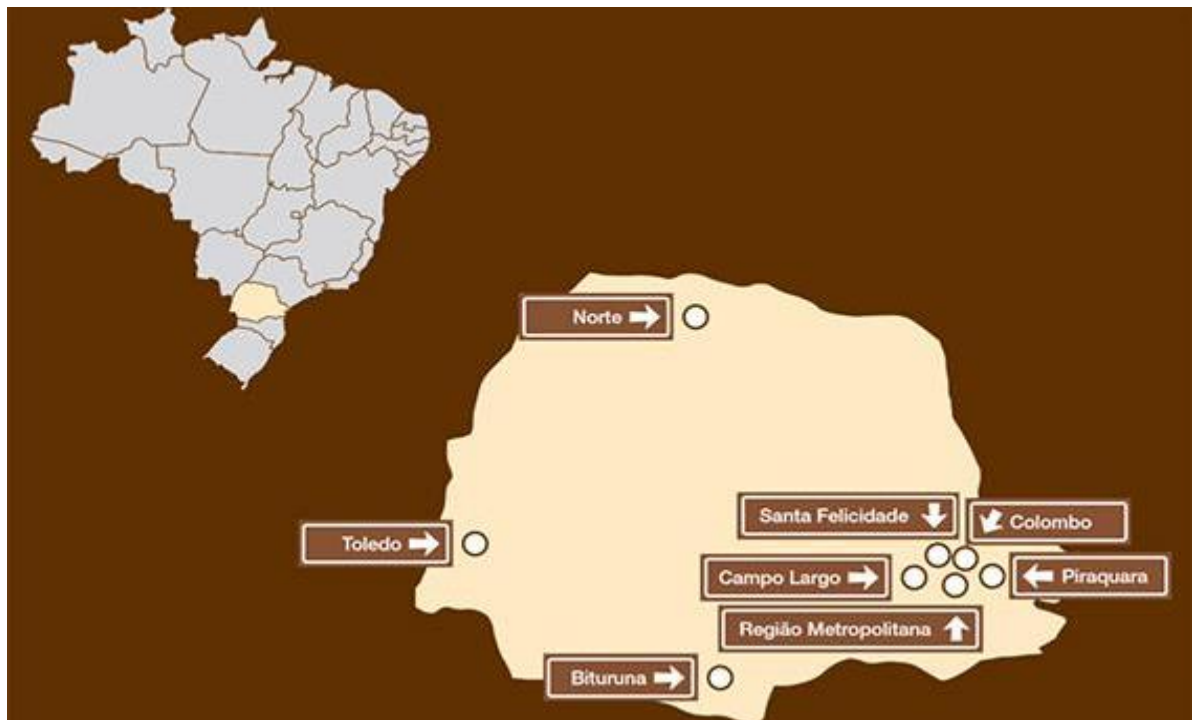 Norte
Santa Felicidade
Colombo
Toledo
Campo Largo
Piraquara
Região Metropolitana
Bituruna